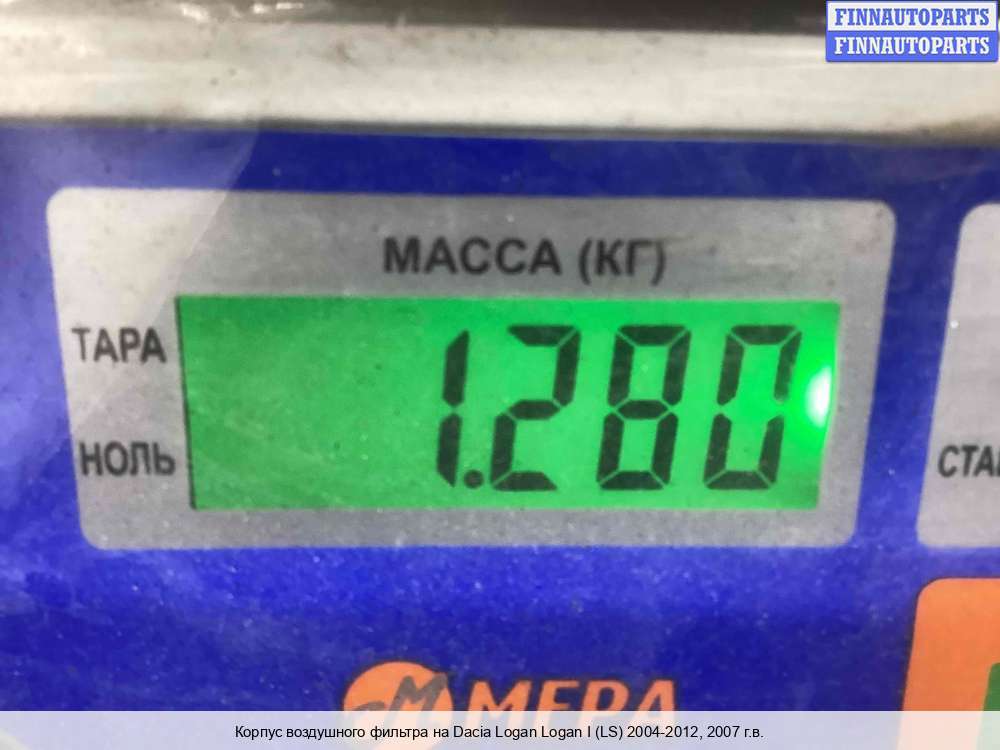 FINNAUTOPARTS
FINNAUTOPARTS
МАССА (КГ)
ТАРА
1.280
НОЛЬ
МЕРА
Корпус воздушного фильтра на Dacia Logan Logan I (LS) 2004-2012, 2007 г.в.